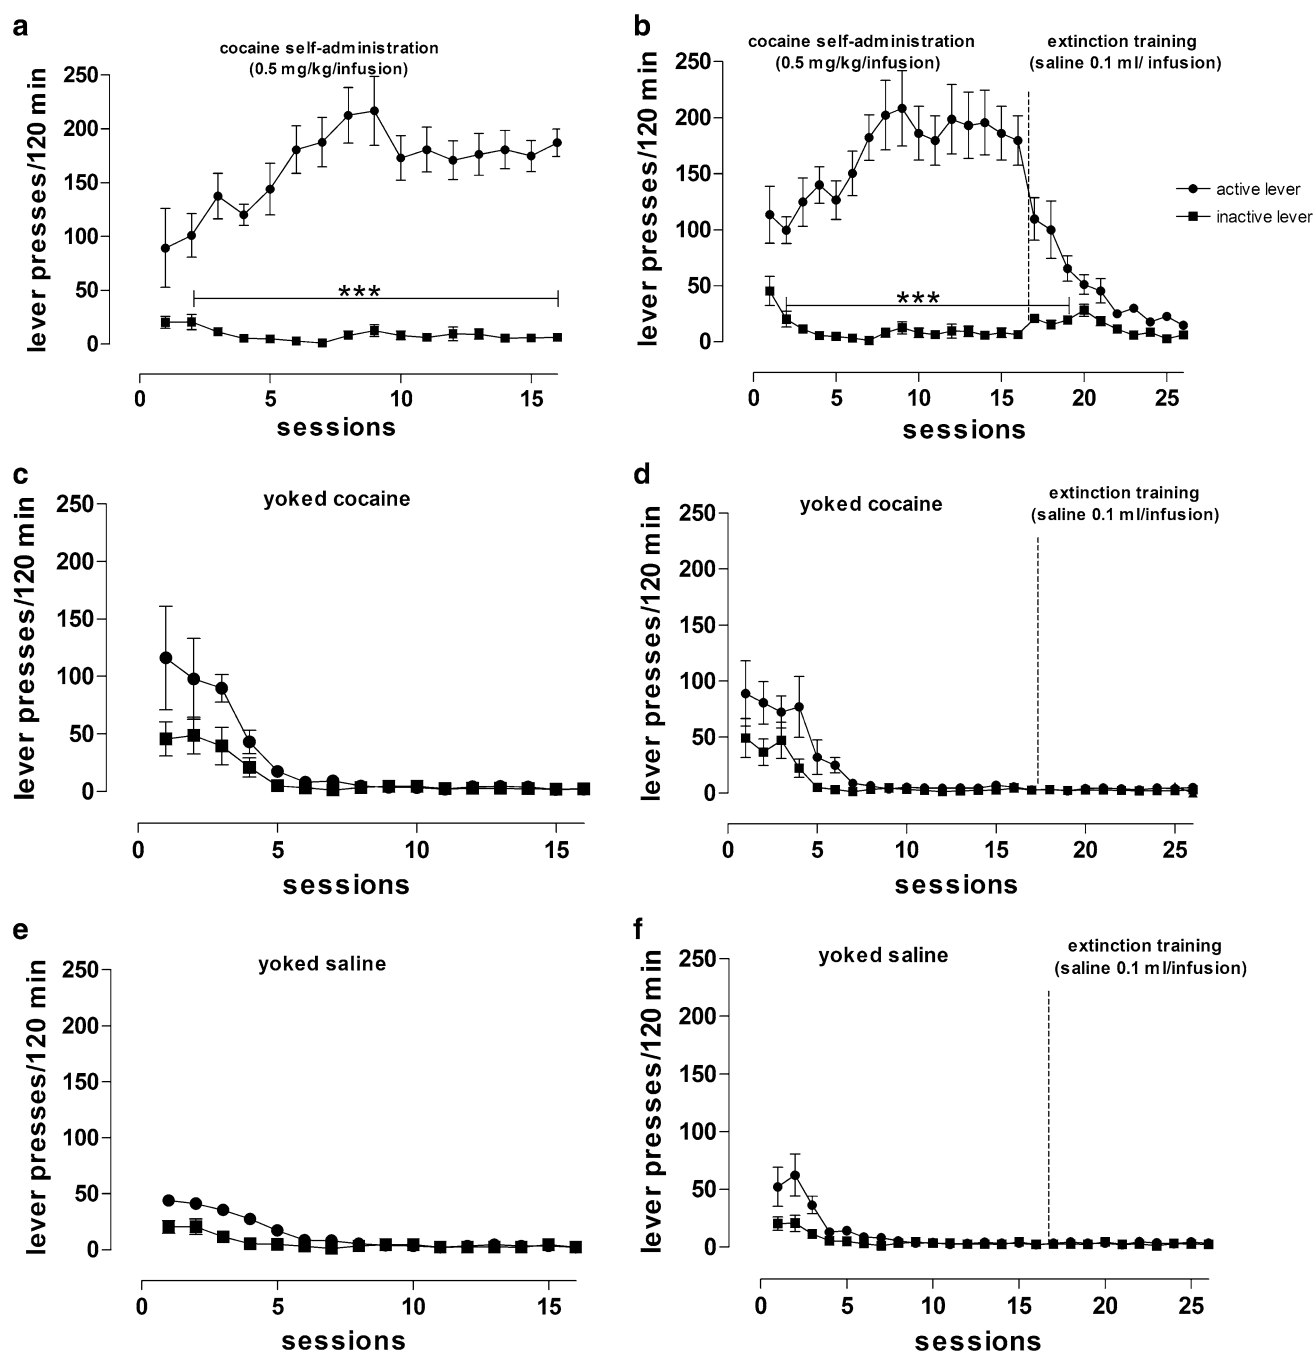 a
cocaine self-administration
(0.5 mg/kg/infusion)
lever presses/120 min
250
200
150
100
50
0
***
0 5 10 15
sessions
b
cocaine self-administration
(0.5 mg/kg/infusion)
extinction training
(saline 0.1 ml/ infusion)
lever presses/120 min
250
200
150
100
50
0
***
0 5 10 15 20 25
sessions
active lever
inactive lever
c
yoked cocaine
lever presses/120 min
250
200
150
100
50
0
0 5 10 15
sessions
d
yoked cocaine
extinction training
(saline 0.1 ml/infusion)
lever presses/120 min
250
200
150
100
50
0
0 5 10 15 20 25
sessions
e
yoked saline
lever presses/120 min
250
200
150
100
50
0
0 5 10 15
sessions
f
yoked saline
extinction training
(saline 0.1 ml/infusion)
lever presses/120 min
250
200
150
100
50
0
0 5 10 15 20 25
sessions